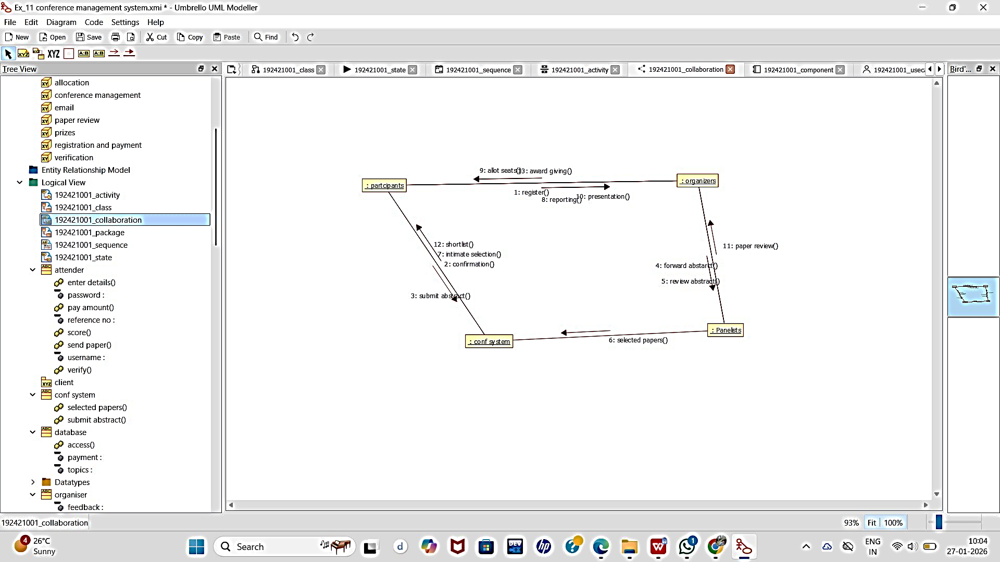 Ex_11 conference management system.xmi * - Umbrello UML Modeller
File Edit Diagram Code Settings Help
New Open Save Cut Copy Paste Find
XYZ XYZ A:B A:B
Tree View
192421001_class 192421001_state 192421001_sequence 192421001_activity 192421001_collaboration 192421001_component 192421001_useca
Bird'...
allocation
conference management
email
paper review
prizes
registration and payment
verification
Entity Relationship Model
Logical View
192421001_activity
192421001_class
192421001_collaboration
192421001_package
192421001_sequence
192421001_state
attender
enter details()
password :
pay amount()
reference no :
score()
send paper()
username :
verify()
client
conf system
selected papers()
submit abstract()
database
access()
payment :
topics :
Datatypes
organiser
feedback :
9: allot seats()
13: award giving()
: partcipants
: organizers
1: register()
8: reporting()
10: presentation()
12: shortlist()
7: intimate selection()
2: confirmation()
3: submit abstract()
11: paper review()
4: forward abstarct()
5: review abstract()
: conf system
: Panelists
6: selected papers()
192421001_collaboration
93% Fit 100%
4
26°C
Sunny
Search
d
DEV
hp
W
1
ENG
IN
10:04
27-01-2026